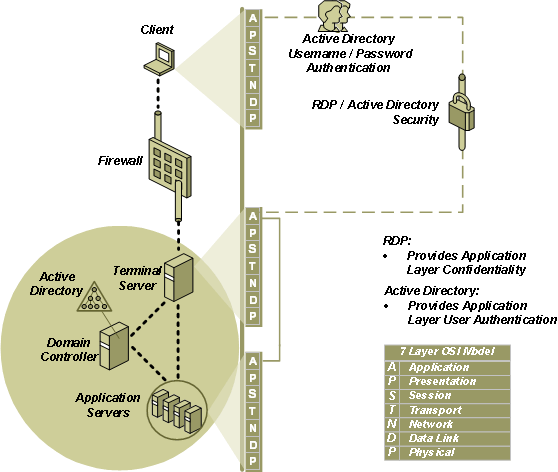 Client
A
P
S
T
N
D
P
Active Directory
Username / Password
Authentication
RDP / Active Directory
Security
Firewall
Terminal
Server
A
P
S
T
N
D
P
Active
Directory
Domain
Controller
Application
Servers
A
P
S
T
N
D
P
RDP:
• Provides Application
Layer Confidentiality
Active Directory:
• Provides Application
Layer User Authentication
7 Layer OSI Model
A Application
P Presentation
S Session
T Transport
N Network
D Data Link
P Physical